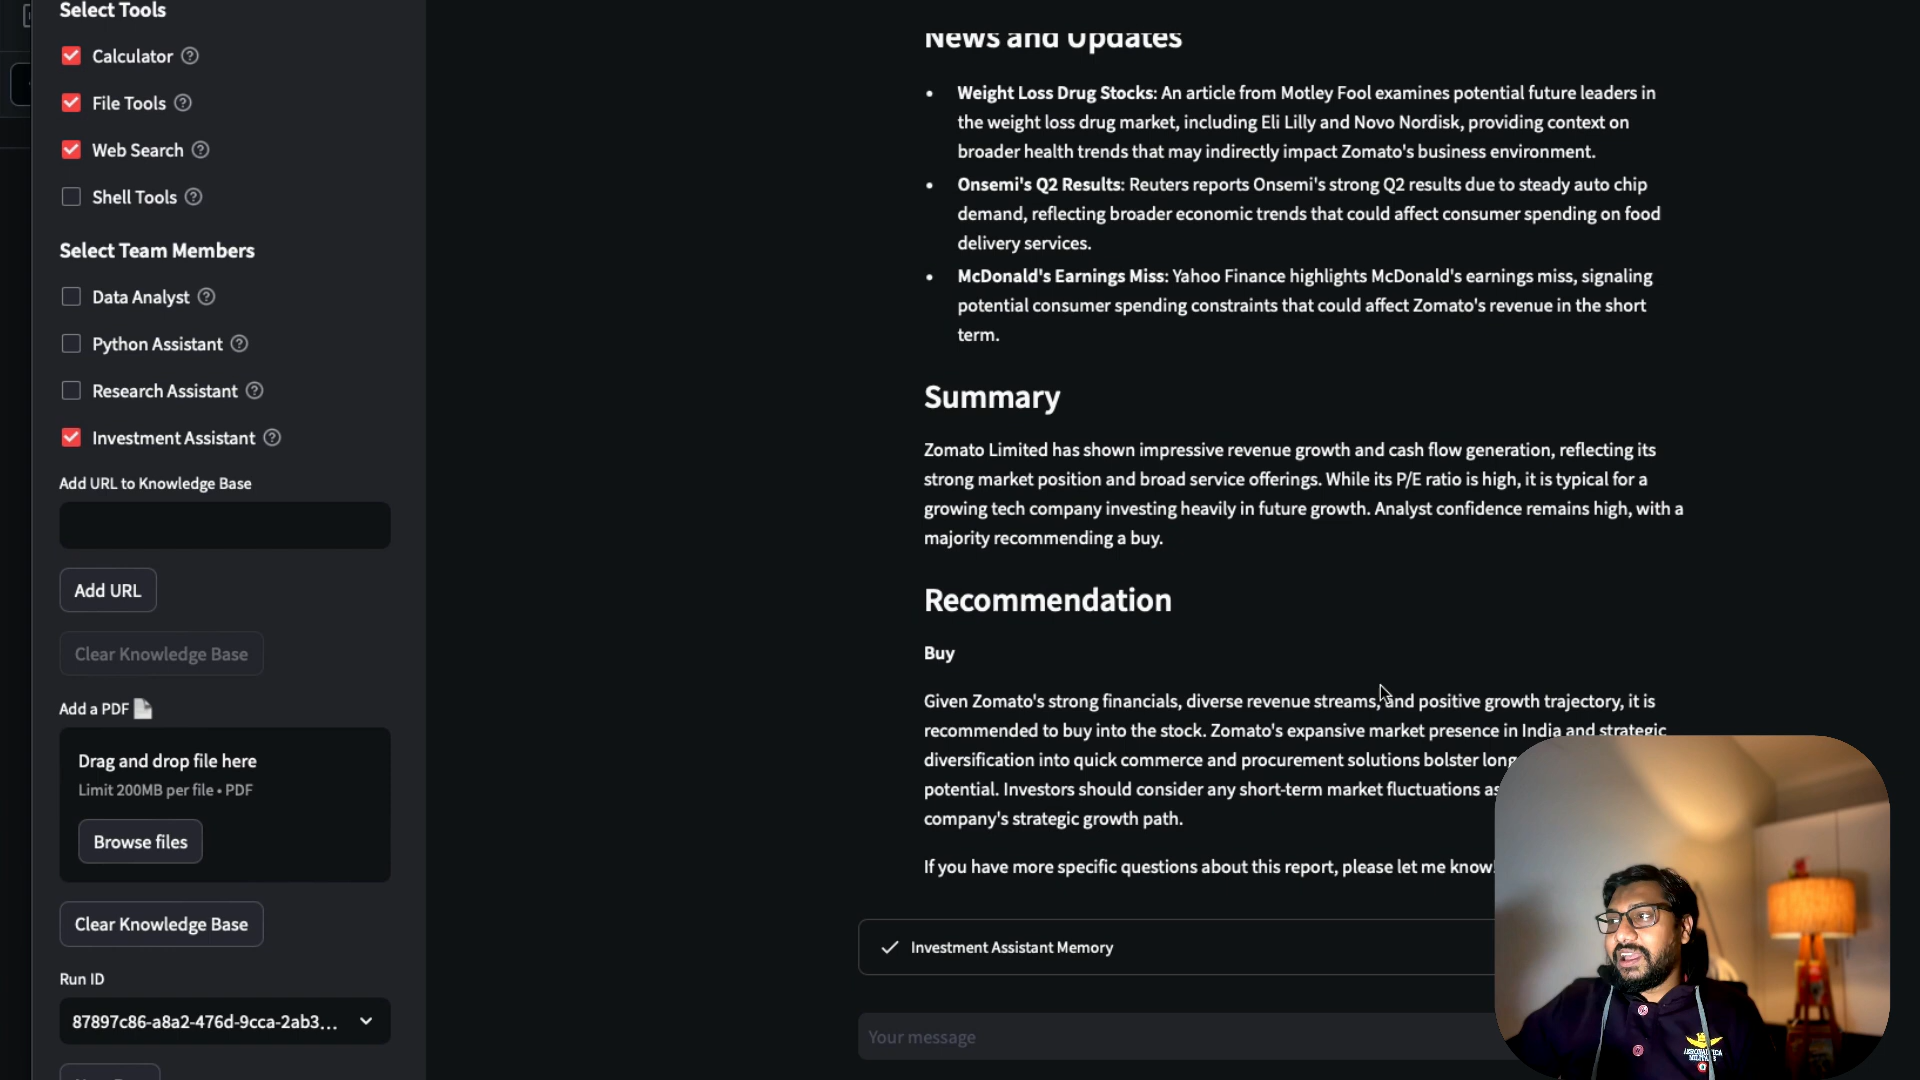 Select Tools
Calculator
File Tools
Web Search
Shell Tools
Select Team Members
Data Analyst
Python Assistant
Research Assistant
Investment Assistant
Add URL to Knowledge Base
Add URL
Clear Knowledge Base
Add a PDF
Drag and drop file here
Limit 200MB per file • PDF
Browse files
Clear Knowledge Base
Run ID
87897c86-a8a2-476d-9cca-2ab3...
News and Updates
• Weight Loss Drug Stocks: An article from Motley Fool examines potential future leaders in
the weight loss drug market, including Eli Lilly and Novo Nordisk, providing context on
broader health trends that may indirectly impact Zomato's business environment.
• Onsemi's Q2 Results: Reuters reports Onsemi's strong Q2 results due to steady auto chip
demand, reflecting broader economic trends that could affect consumer spending on food
delivery services.
• McDonald's Earnings Miss: Yahoo Finance highlights McDonald's earnings miss, signaling
potential consumer spending constraints that could affect Zomato's revenue in the short
term.
Summary
Zomato Limited has shown impressive revenue growth and cash flow generation, reflecting its
strong market position and broad service offerings. While its P/E ratio is high, it is typical for a
growing tech company investing heavily in future growth. Analyst confidence remains high, with a
majority recommending a buy.
Recommendation
Buy
Given Zomato's strong financials, diverse revenue streams, and positive growth trajectory, it is
recommended to buy into the stock. Zomato's expansive market presence in India and strategic
diversification into quick commerce and procurement solutions bolster
potential. Investors should consider any short-term market fluctuations
company's strategic growth path.
If you have more specific questions about this report, please let me know
Investment Assistant Memory
Your message